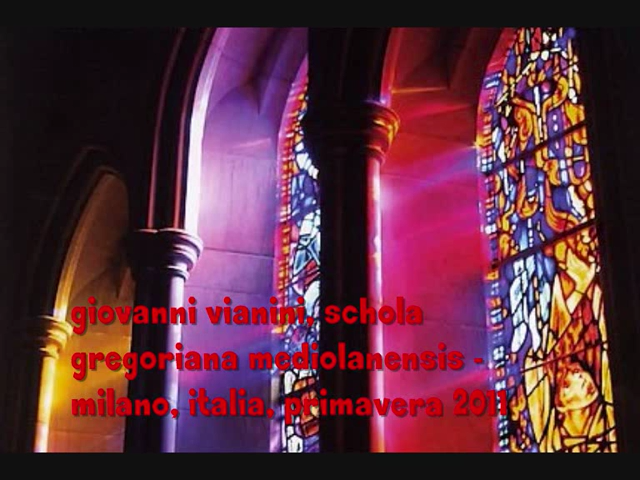 giovanni vianini, schola
gregoriana mediolanensis -
milano, italia, primavera 2011,